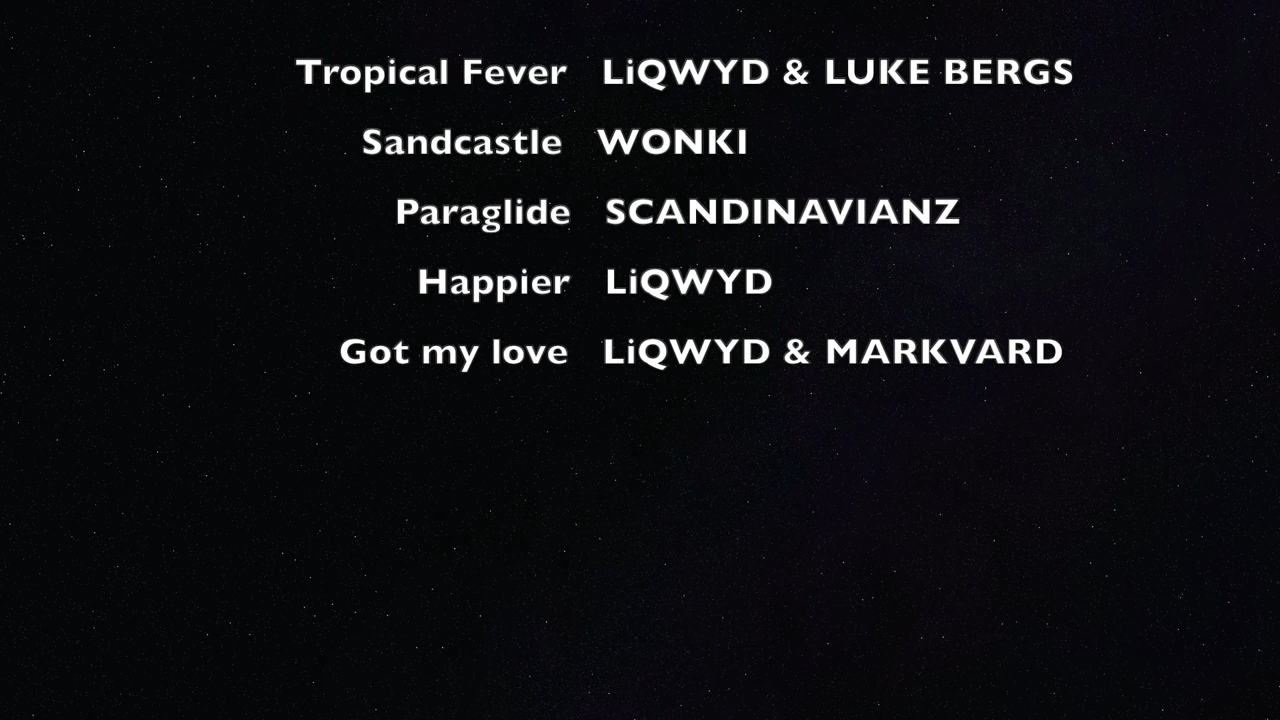 Tropical Fever LiQWYD & LUKE BERGS
Sandcastle WONKI
Paraglide SCANDINAVIANZ
Happier LiQWYD
Got my love LiQWYD & MARKVARD